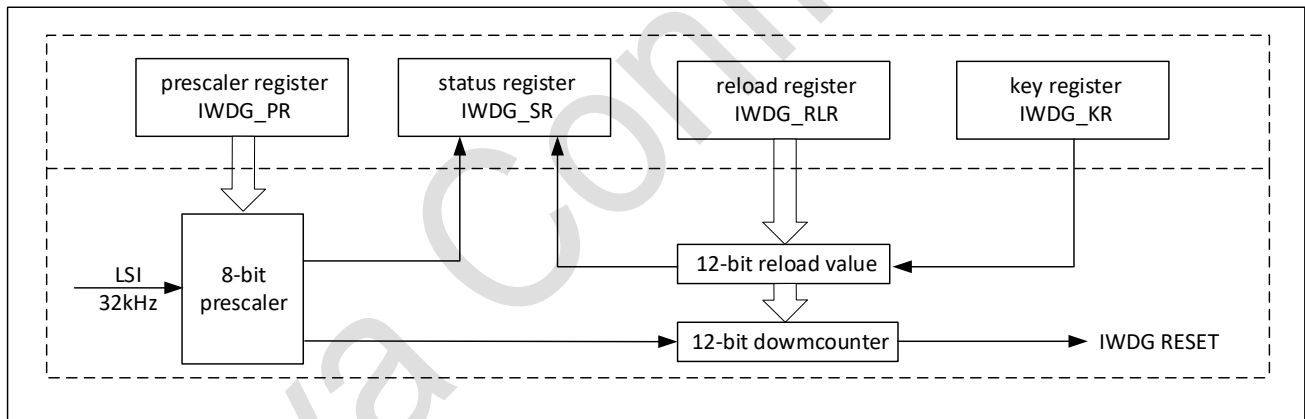 prescaler register
IWDG_PR
status register
IWDG_SR
reload register
IWDG_RLR
key register
IWDG_KR
LSI
32kHz
8-bit
prescaler
12-bit reload value
12-bit dowmcounter
IWDG RESET